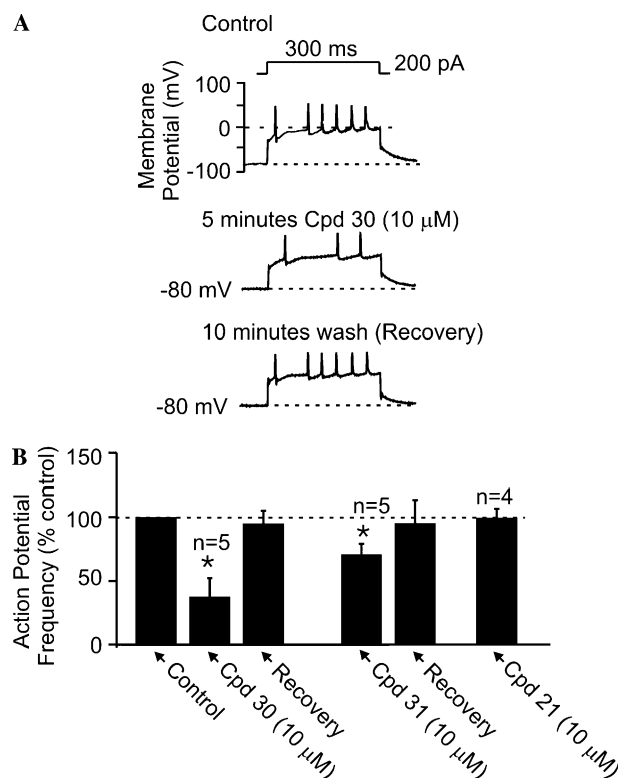 A
Control
300 ms
200 pA
Membrane
Potential (mV)
100
0
-100
5 minutes Cpd 30 (10 µM)
-80 mV
10 minutes wash (Recovery)
-80 mV
B
Action Potential
Frequency (% control)
150
100
50
0
n=5
*
n=5
*
n=4
Control
Cpd 30 (10 µM)
Recovery
Cpd 31 (10 µM)
Recovery
Cpd 21 (10 µM)